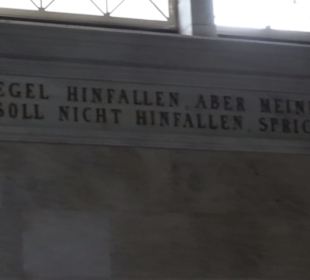 EGEL HINFALLEN, ABER MEIN
SOLL NICHT HINFALLEN, SPRIC